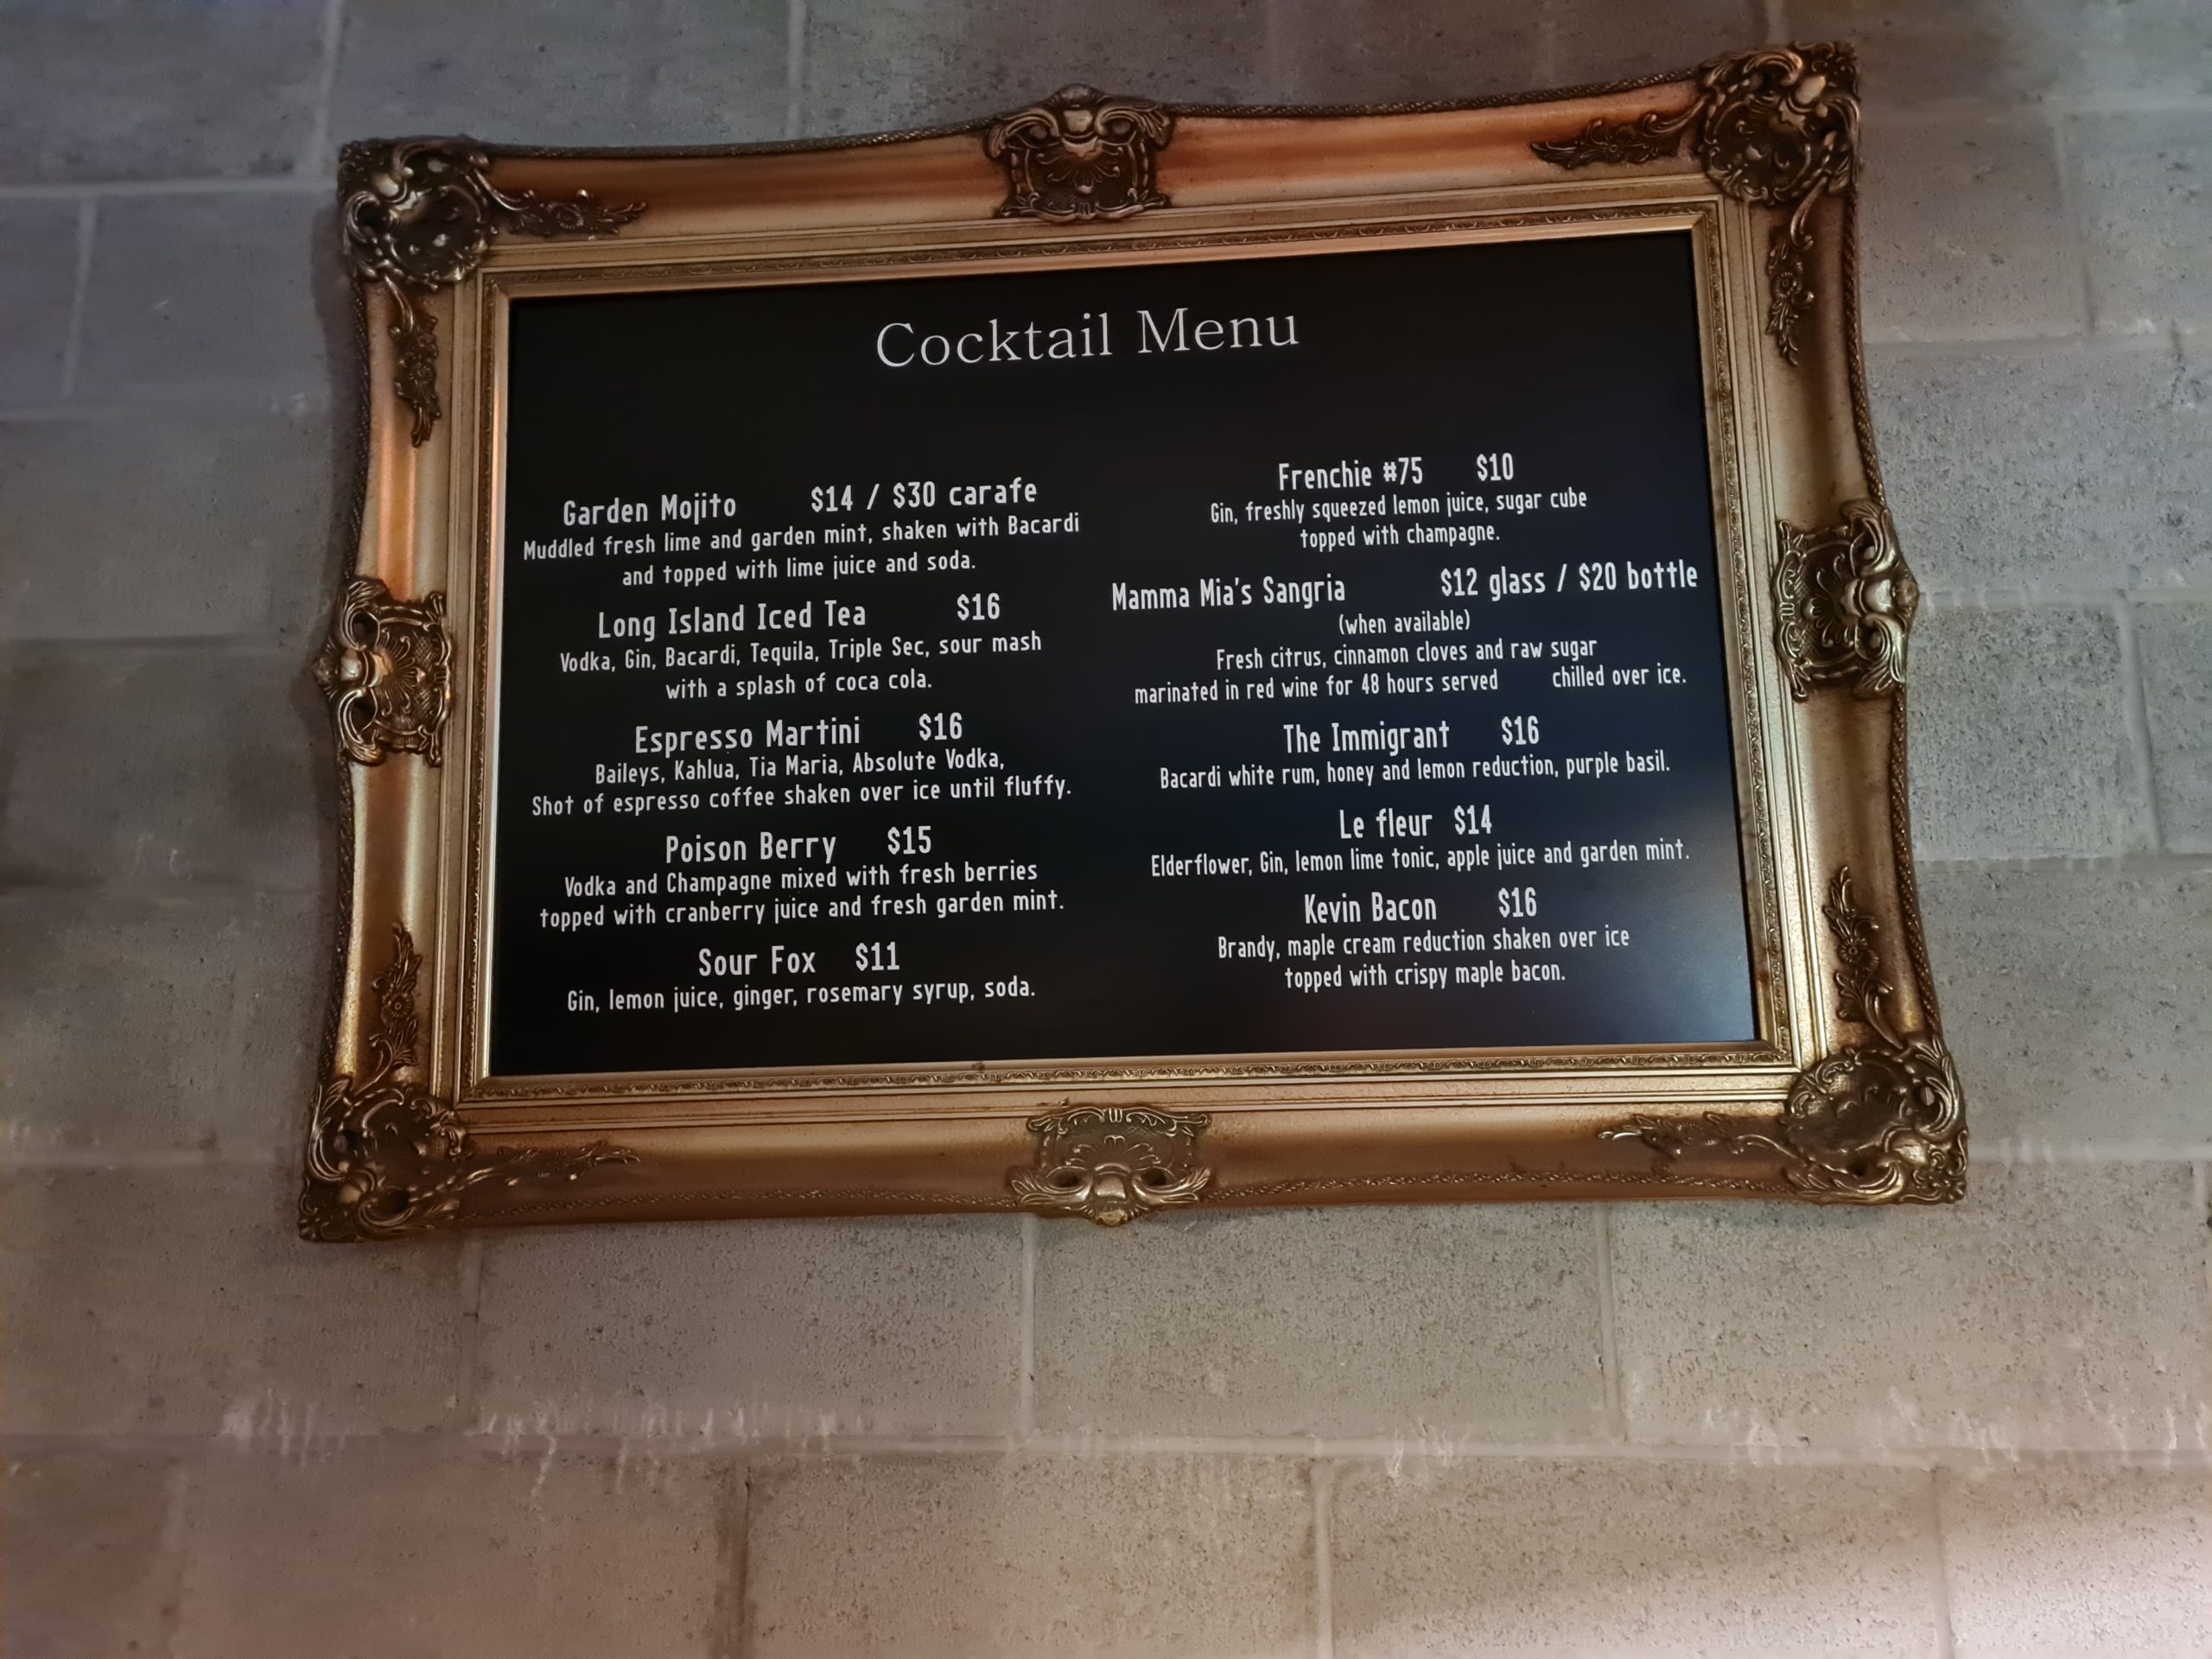 Cocktail Menu
Garden Mojito $14 / $30 carafe
Muddled fresh lime and garden mint, shaken with Bacardi
and topped with lime juice and soda.
Long Island Iced Tea $16
Vodka, Gin, Bacardi, Tequila, Triple Sec, sour mash
with a splash of coca cola.
Espresso Martini $16
Baileys, Kahlua, Tia Maria, Absolute Vodka,
Shot of espresso coffee shaken over ice until fluffy.
Poison Berry $15
Vodka and Champagne mixed with fresh berries
topped with cranberry juice and fresh garden mint.
Sour Fox $11
Gin, lemon juice, ginger, rosemary syrup, soda.
Frenchie #75 $10
Gin, freshly squeezed lemon juice, sugar cube
topped with champagne.
Mamma Mia's Sangria $12 glass / $20 bottle
(when available)
Fresh citrus, cinnamon cloves and raw sugar
marinated in red wine for 48 hours served chilled over ice.
The Immigrant $16
Bacardi white rum, honey and lemon reduction, purple basil.
Le fleur $14
Elderflower, Gin, lemon lime tonic, apple juice and garden mint.
Kevin Bacon $16
Brandy, maple cream reduction shaken over ice
topped with crispy maple bacon.